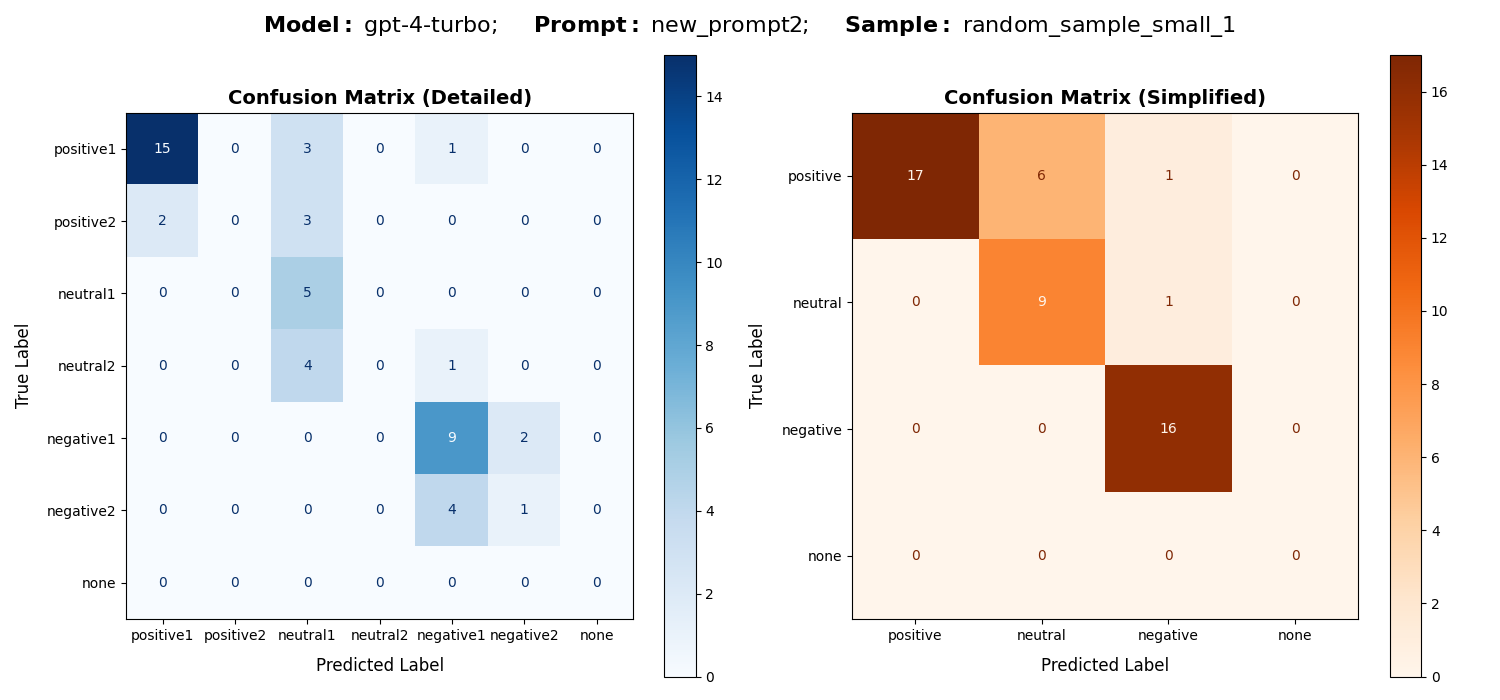 Model: gpt-4-turbo; Prompt: new_prompt2; Sample: random_sample_small_1
Confusion Matrix (Detailed)
True Label
positive1 15 0 3 0 1 0 0
positive2 2 0 3 0 0 0 0
neutral1 0 0 5 0 0 0 0
neutral2 0 0 4 0 1 0 0
negative1 0 0 0 0 9 2 0
negative2 0 0 0 0 4 1 0
none 0 0 0 0 0 0 0
positive1 positive2 neutral1 neutral2 negative1 negative2 none
Predicted Label
14
12
10
8
6
4
2
0
Confusion Matrix (Simplified)
True Label
positive 17 6 1 0
neutral 0 9 1 0
negative 0 0 16 0
none 0 0 0 0
positive neutral negative none
Predicted Label
16
14
12
10
8
6
4
2
0